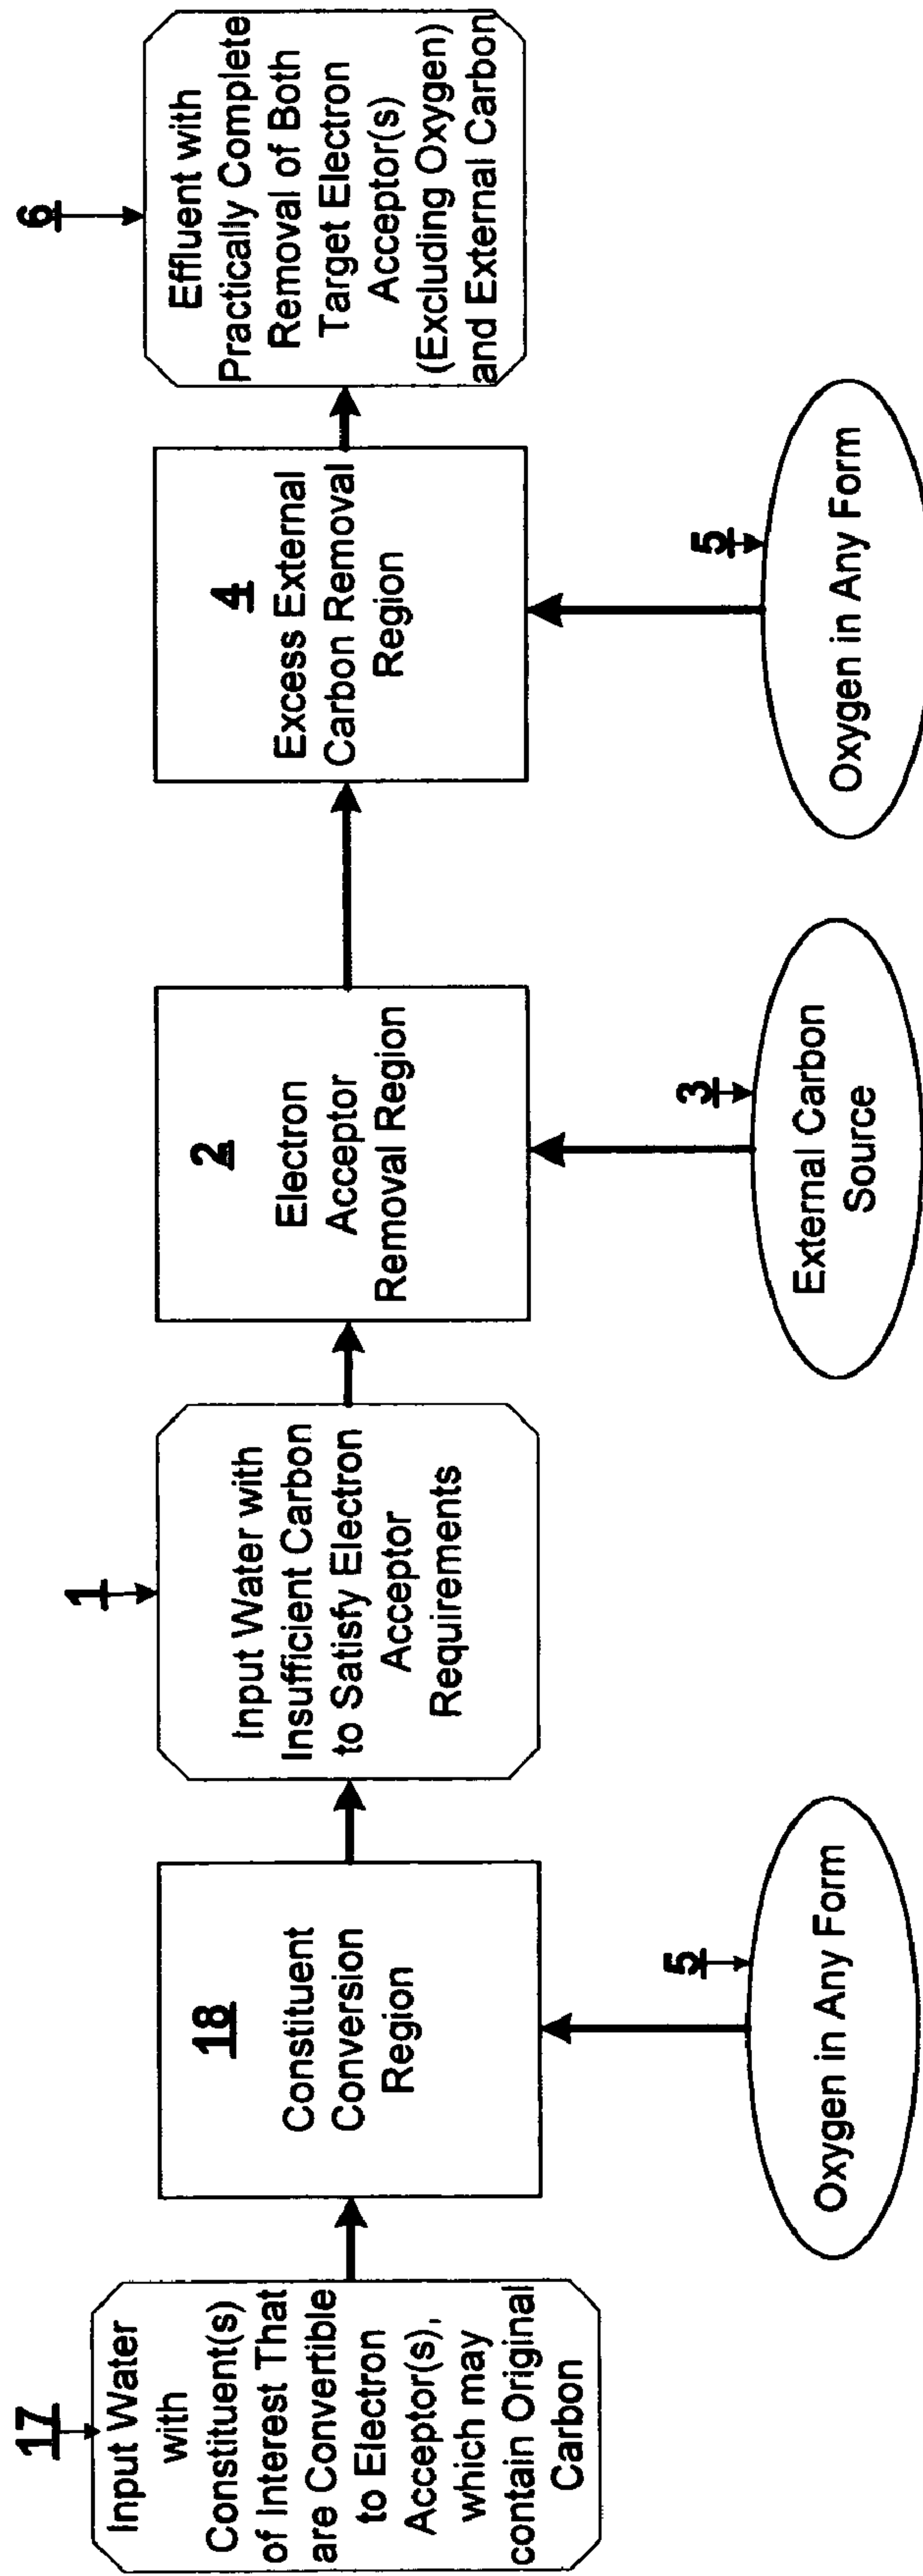 17
Input Water
with
Constituent(s)
of Interest That
are Convertible
to Electron
Acceptor(s),
which may
contain Original
Carbon
18
Constituent
Conversion
Region
5
Oxygen in Any Form
1
Input Water with
Insufficient Carbon
to Satisfy Electron
Acceptor
Requirements
2
Electron
Acceptor
Removal Region
3
External Carbon
Source
4
Excess External
Carbon Removal
Region
5
Oxygen in Any Form
6
Effluent with
Practically Complete
Removal of Both
Target Electron
Acceptor(s)
(Excluding Oxygen)
and External Carbon